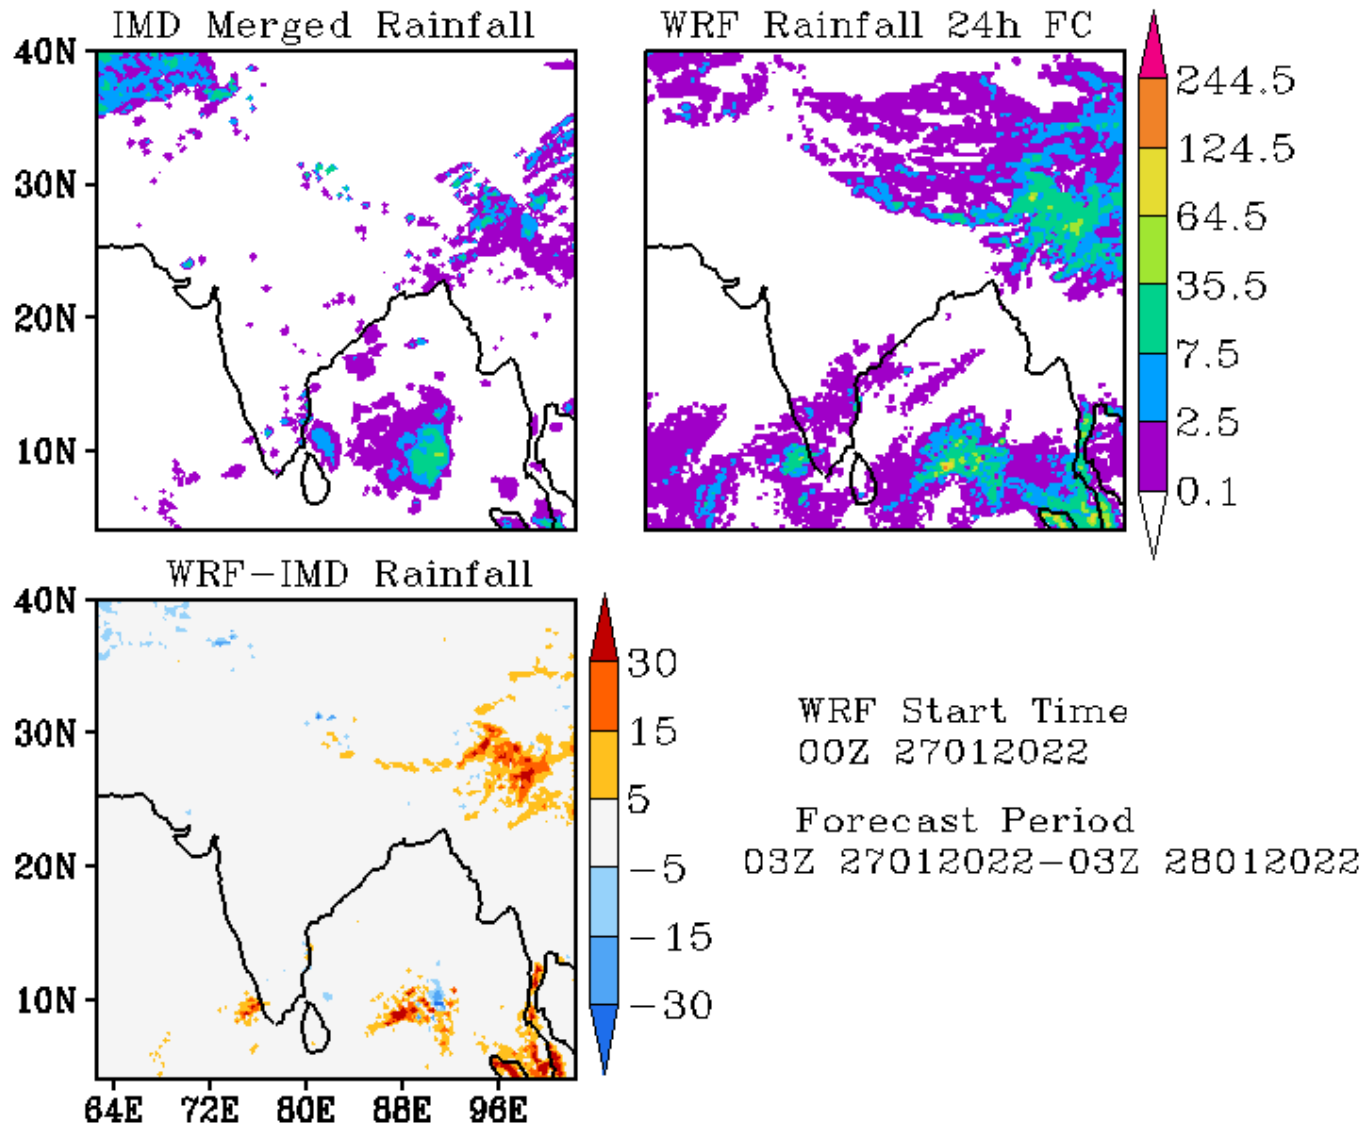 IMD Merged Rainfall
40N
30N
20N
10N
WRF Rainfall 24h FC
244.5
124.5
64.5
35.5
7.5
2.5
0.1
WRF-IMD Rainfall
40N
30N
20N
10N
64E 72E 80E 88E 96E
30
15
5
-5
-15
-30
WRF Start Time
00Z 27012022
Forecast Period
03Z 27012022-03Z 28012022